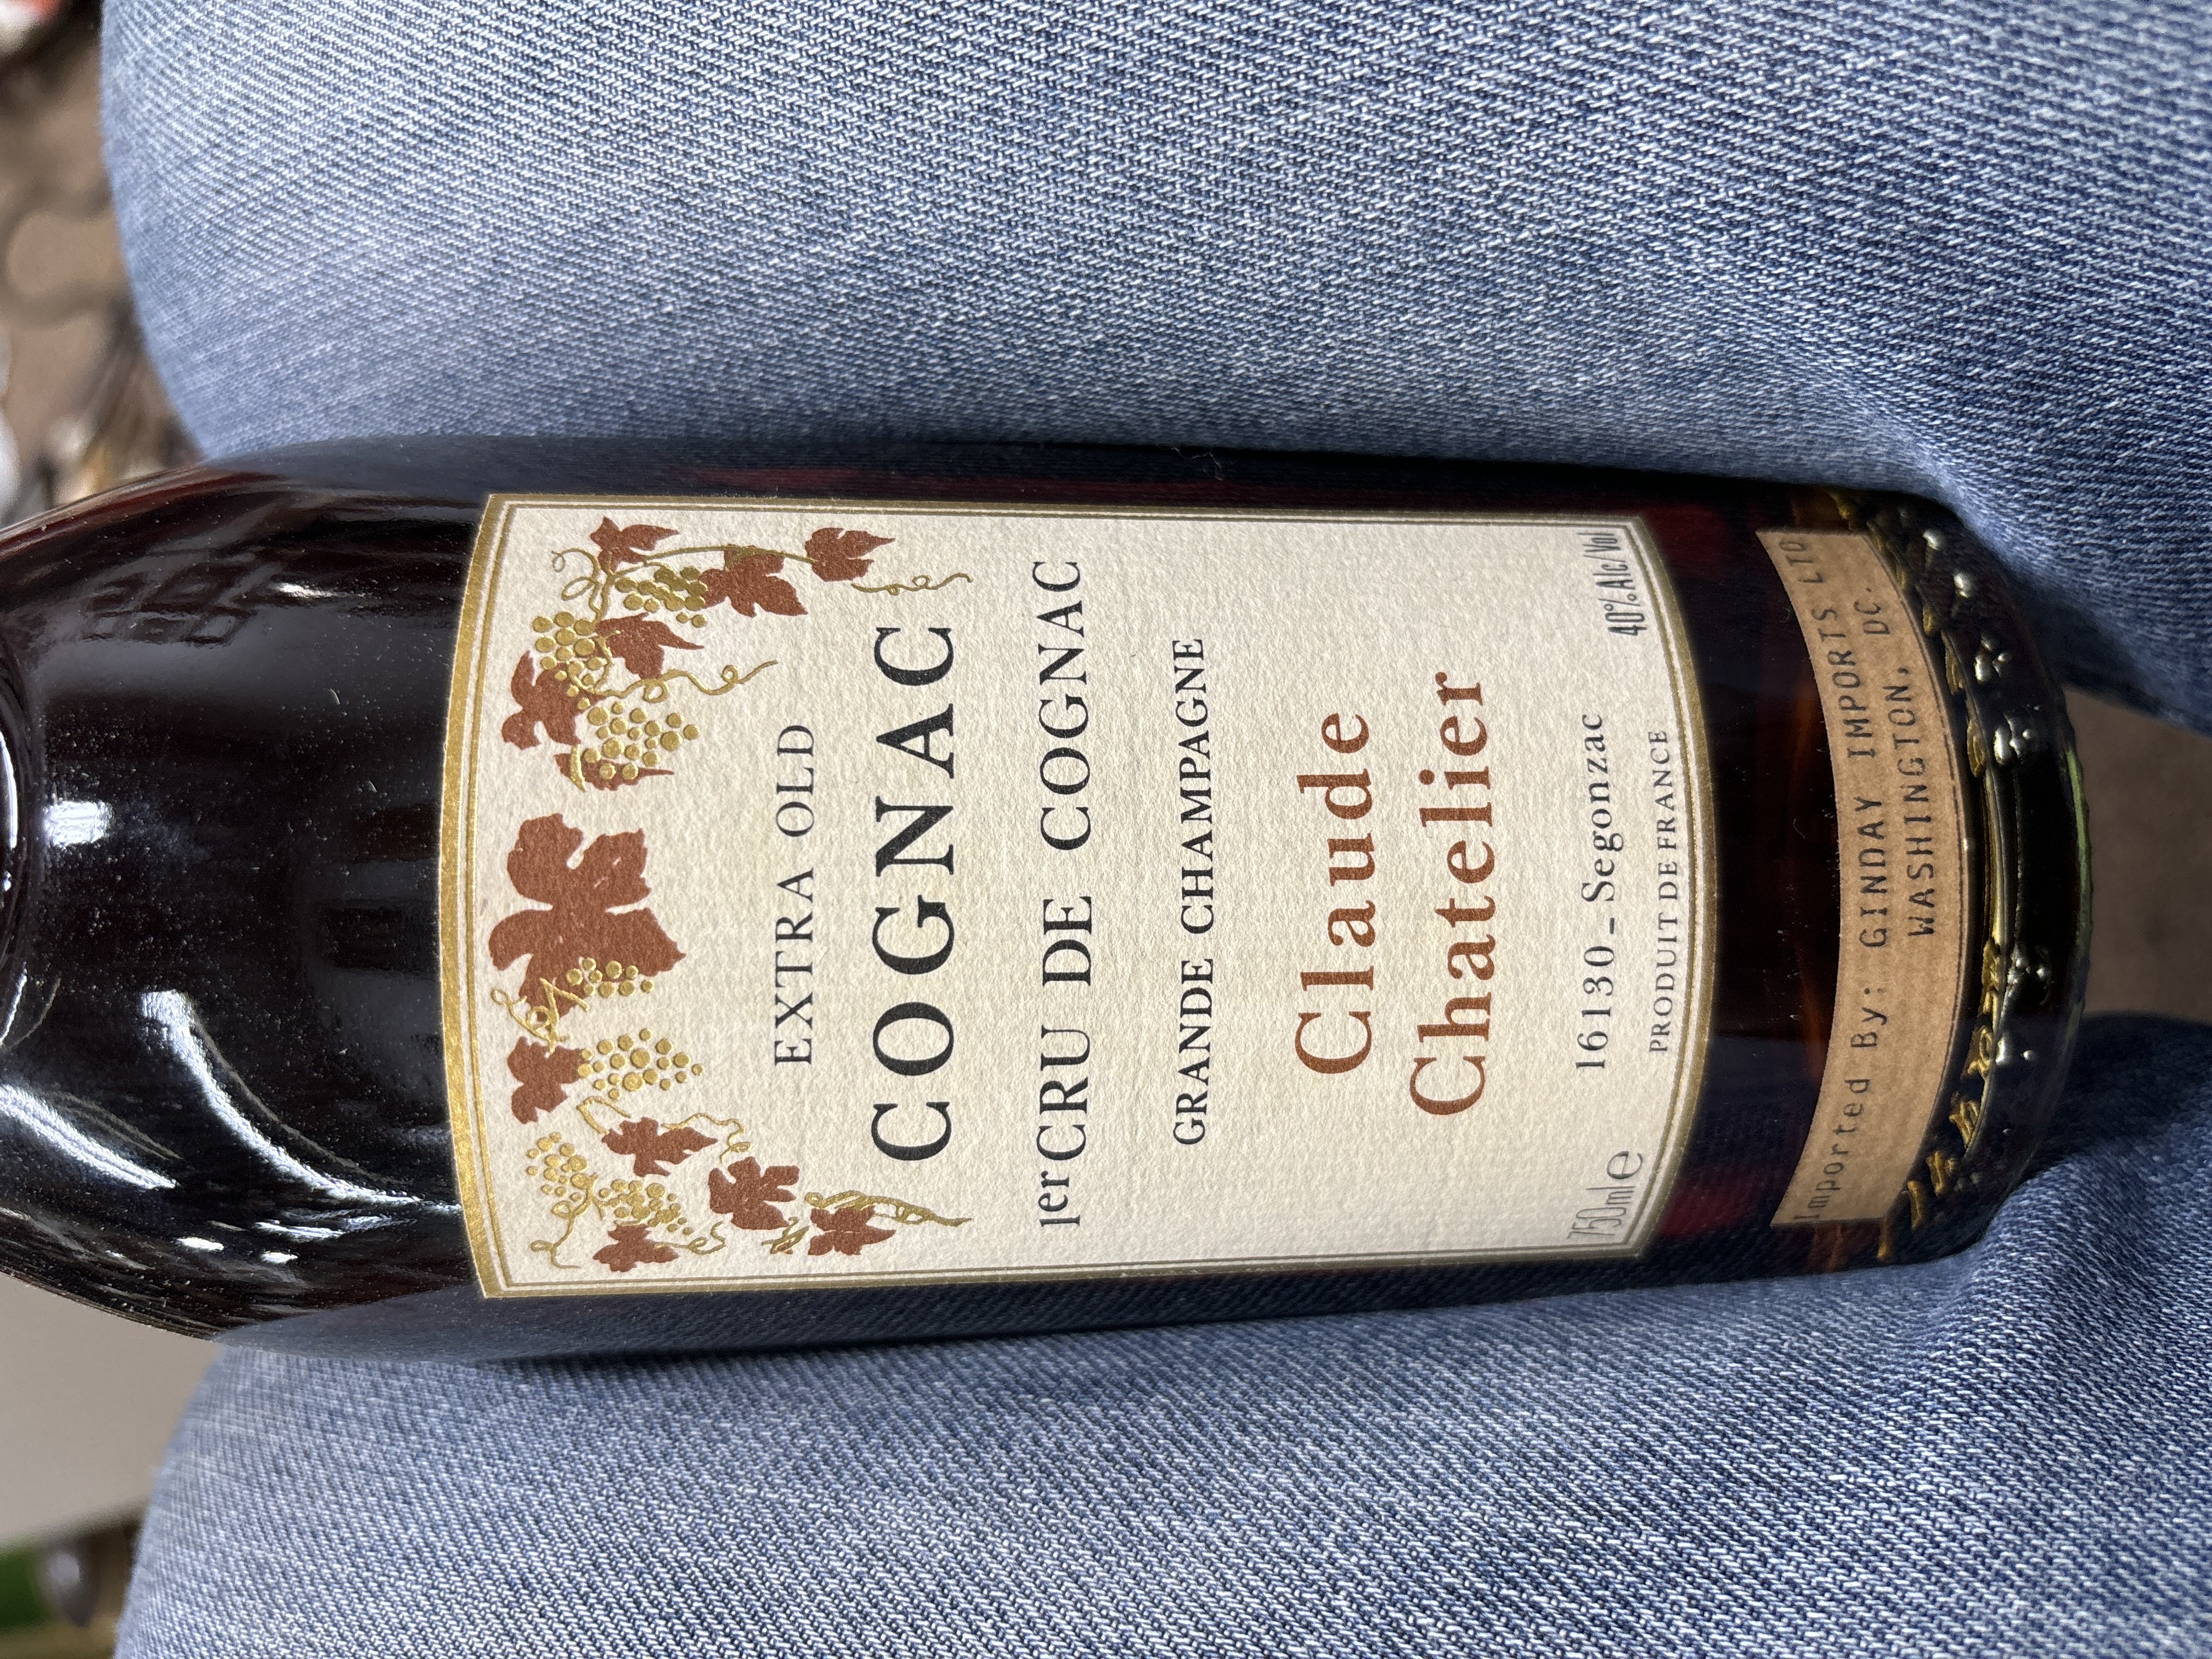 EXTRA OLD
COGNAC
1er CRU DE COGNAC
GRANDE CHAMPAGNE
Claude
Chatelier
16130_Segonzac
750ml e PRODUIT DE FRANCE 40% Alc/Vol
Imported By: GINDAY IMPORTS LTD
WASHINGTON, DC.